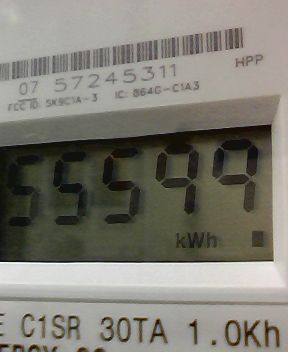 07 57245311
HPP
FCC ID: SK9C1A-3 IC: 864G-C1A3
55599
kWh
E C1SR 30TA 1.0Kh